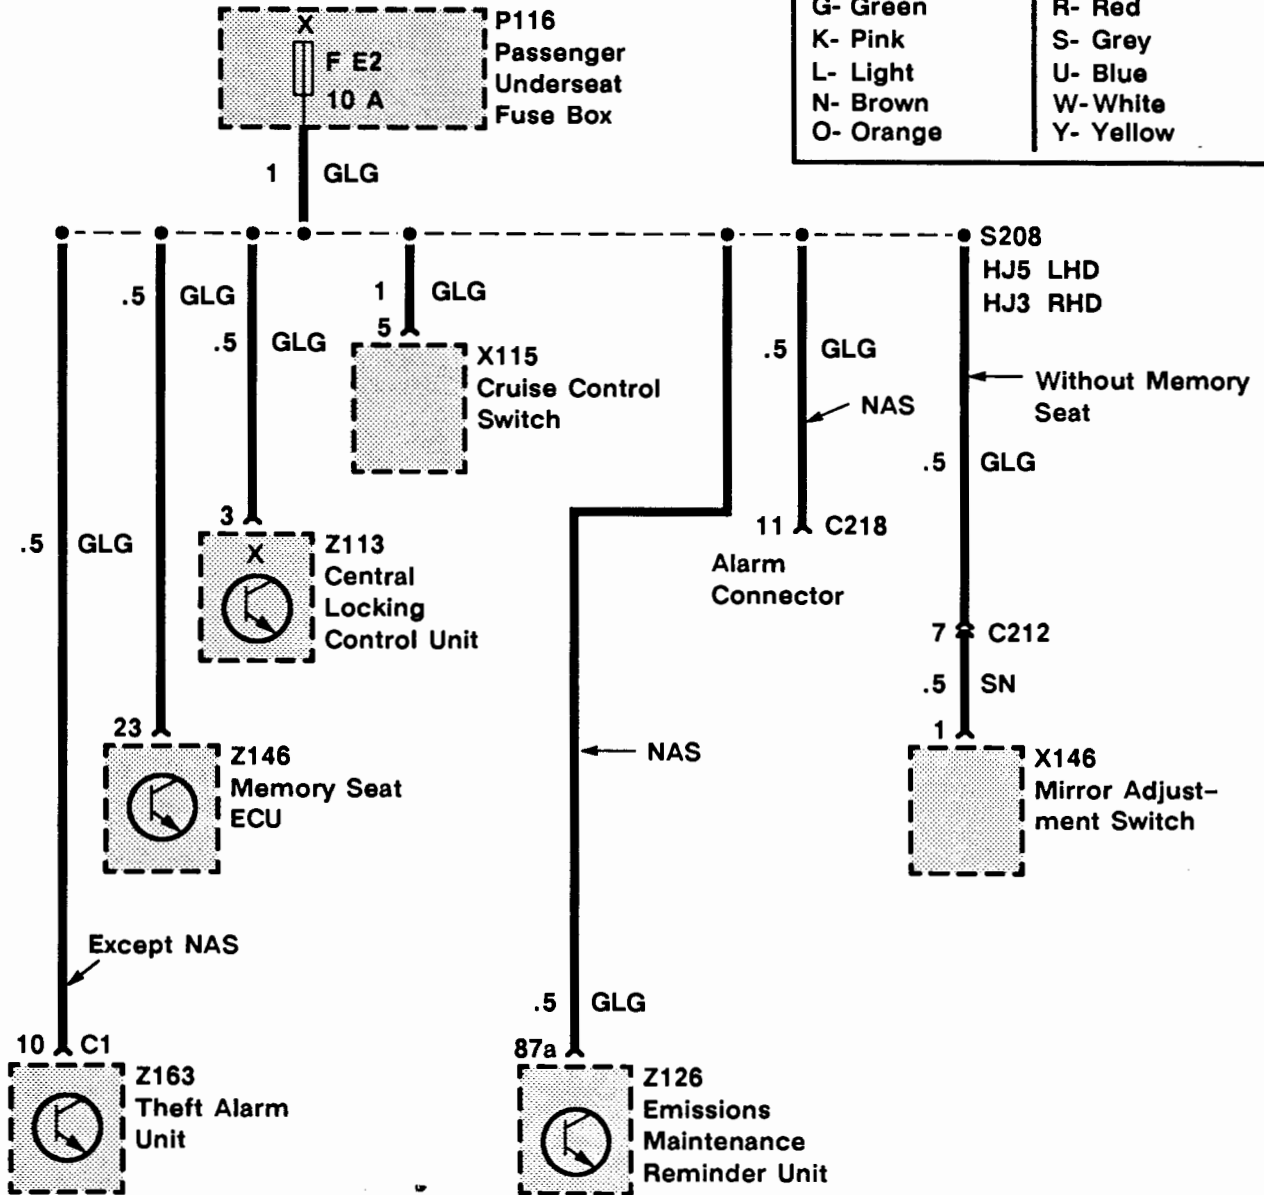 X
F E2
10 A
P116
Passenger
Underseat
Fuse Box
G- Green
K- Pink
L- Light
N- Brown
O- Orange
R- Red
S- Grey
U- Blue
W- White
Y- Yellow
1 GLG
S208
HJ5 LHD
HJ3 RHD
.5 GLG
.5 GLG
1 GLG
5
X115
Cruise Control
Switch
.5 GLG
NAS
Without Memory
Seat
.5 GLG
.5 GLG
3
X
Z113
Central
Locking
Control Unit
11 C218
Alarm
Connector
7 C212
.5 SN
1
X146
Mirror Adjust-
ment Switch
23
Z146
Memory Seat
ECU
NAS
Except NAS
.5 GLG
10 C1
Z163
Theft Alarm
Unit
87a
Z126
Emissions
Maintenance
Reminder Unit